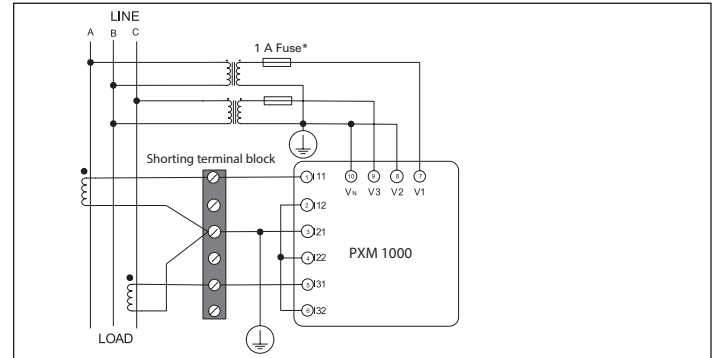 LINE
A B C
1 A Fuse*
Shorting terminal block
1 I11
10 9 8 7
VN V3 V2 V1
2 I12
3 I21
4 I22
PXM 1000
5 I31
6 I32
LOAD